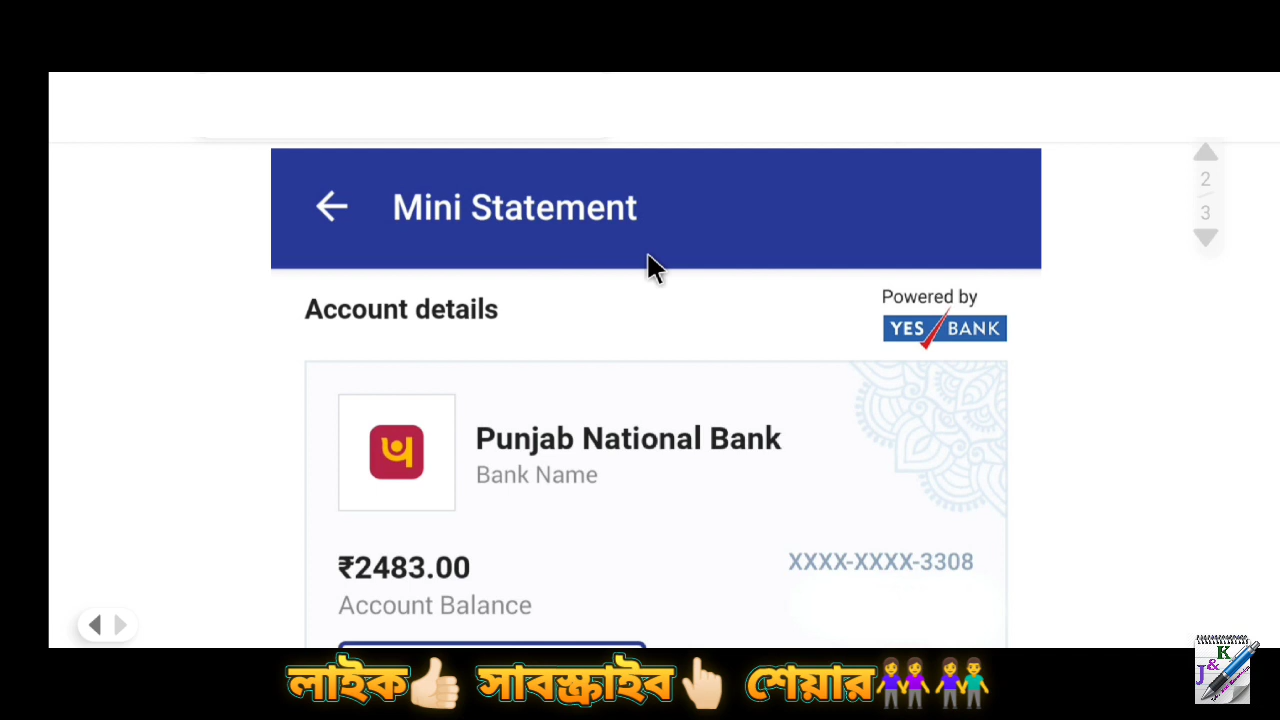 Mini Statement
2
3
Account details
Powered by
YES BANK
Punjab National Bank
Bank Name
₹2483.00
XXXX-XXXX-3308
Account Balance
লাইক👍🏻 সাবস্ক্রাইব👆🏻 শেয়ার👭👫
J&K